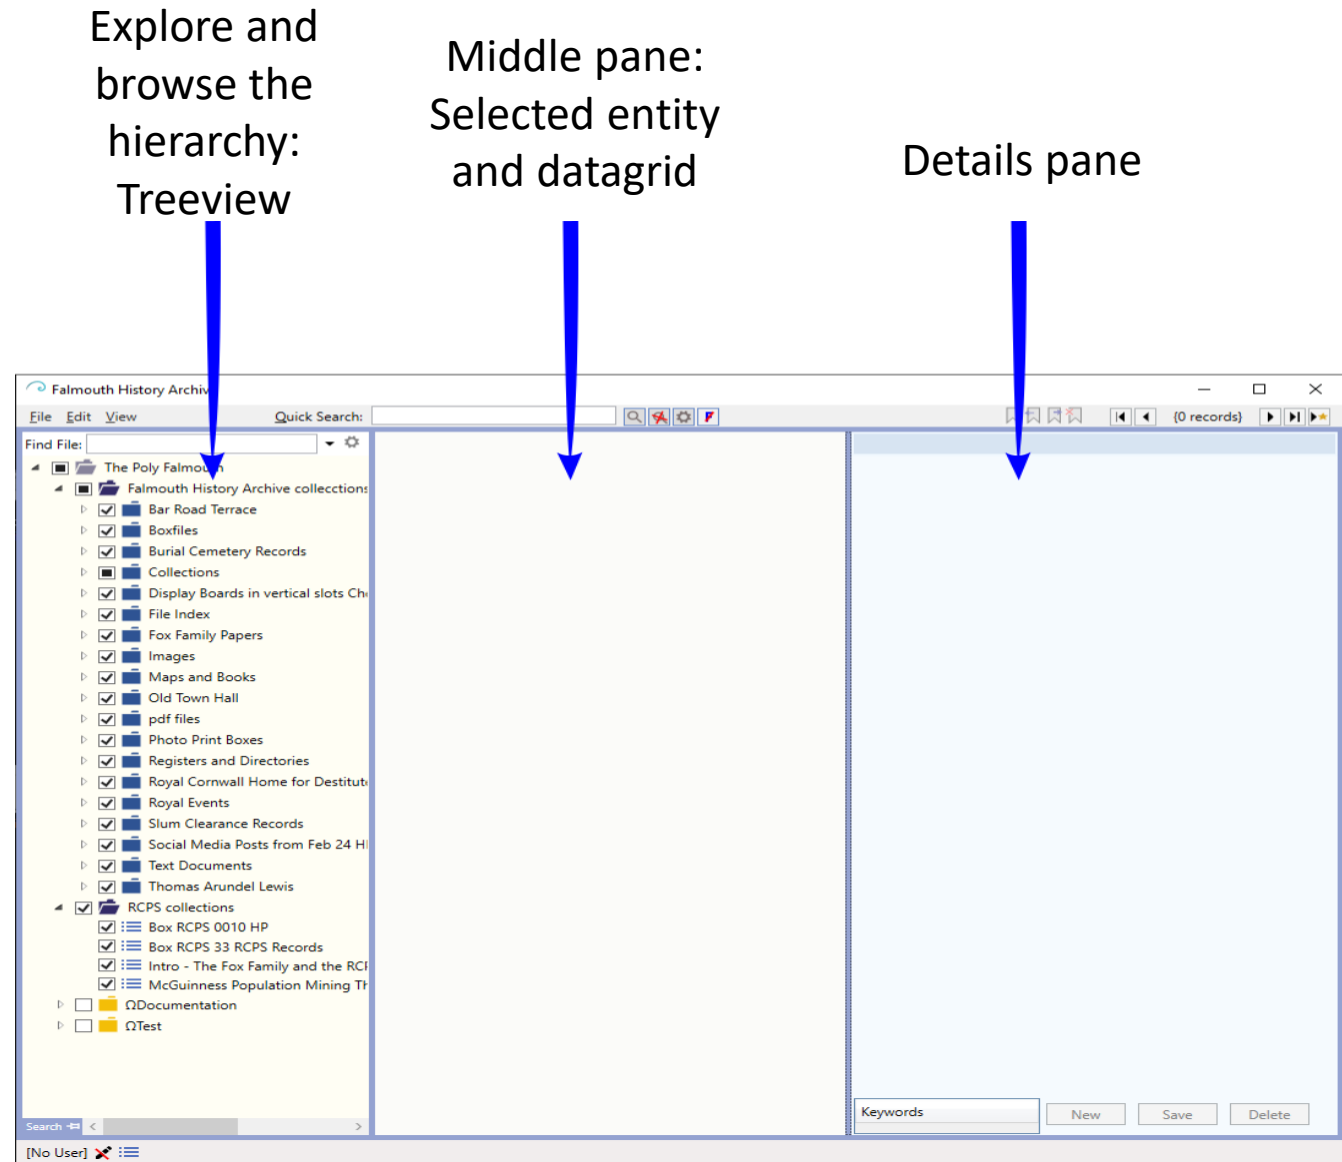 Explore and
browse the
hierarchy:
Treeview
Middle pane:
Selected entity
and datagrid
Details pane
Falmouth History Archiv
File Edit View Quick Search: {0 records}
Find File:
The Poly Falmouth
Falmouth History Archive collecctions
Bar Road Terrace
Boxfiles
Burial Cemetery Records
Collections
Display Boards in vertical slots Ch
File Index
Fox Family Papers
Images
Maps and Books
Old Town Hall
pdf files
Photo Print Boxes
Registers and Directories
Royal Cornwall Home for Destitut
Royal Events
Slum Clearance Records
Social Media Posts from Feb 24 H
Text Documents
Thomas Arundel Lewis
RCPS collections
Box RCPS 0010 HP
Box RCPS 33 RCPS Records
Intro - The Fox Family and the RC
McGuinness Population Mining Th
ΩDocumentation
ΩTest
Keywords New Save Delete
Search
[No User]